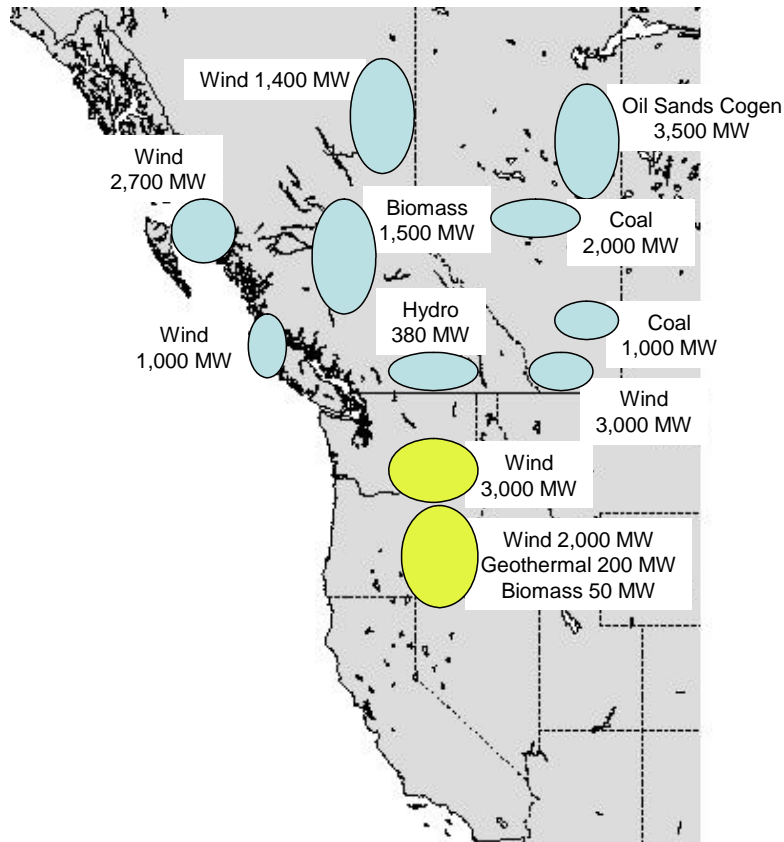 Wind 1,400 MW
Oil Sands Cogen
3,500 MW
Wind
2,700 MW
Biomass
1,500 MW
Coal
2,000 MW
Hydro
380 MW
Wind
1,000 MW
Coal
1,000 MW
Wind
3,000 MW
Wind
3,000 MW
Wind 2,000 MW
Geothermal 200 MW
Biomass 50 MW